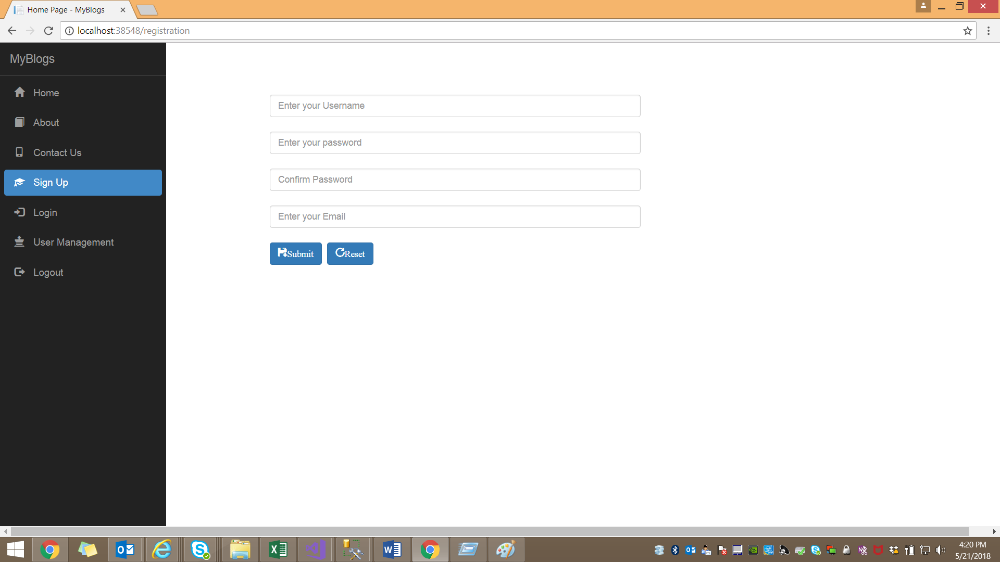 Home Page - MyBlogs
localhost:38548/registration
MyBlogs
Home
About
Contact Us
Sign Up
Login
User Management
Logout
Enter your Username
Enter your password
Confirm Password
Enter your Email
Submit Reset
4:20 PM
5/21/2018